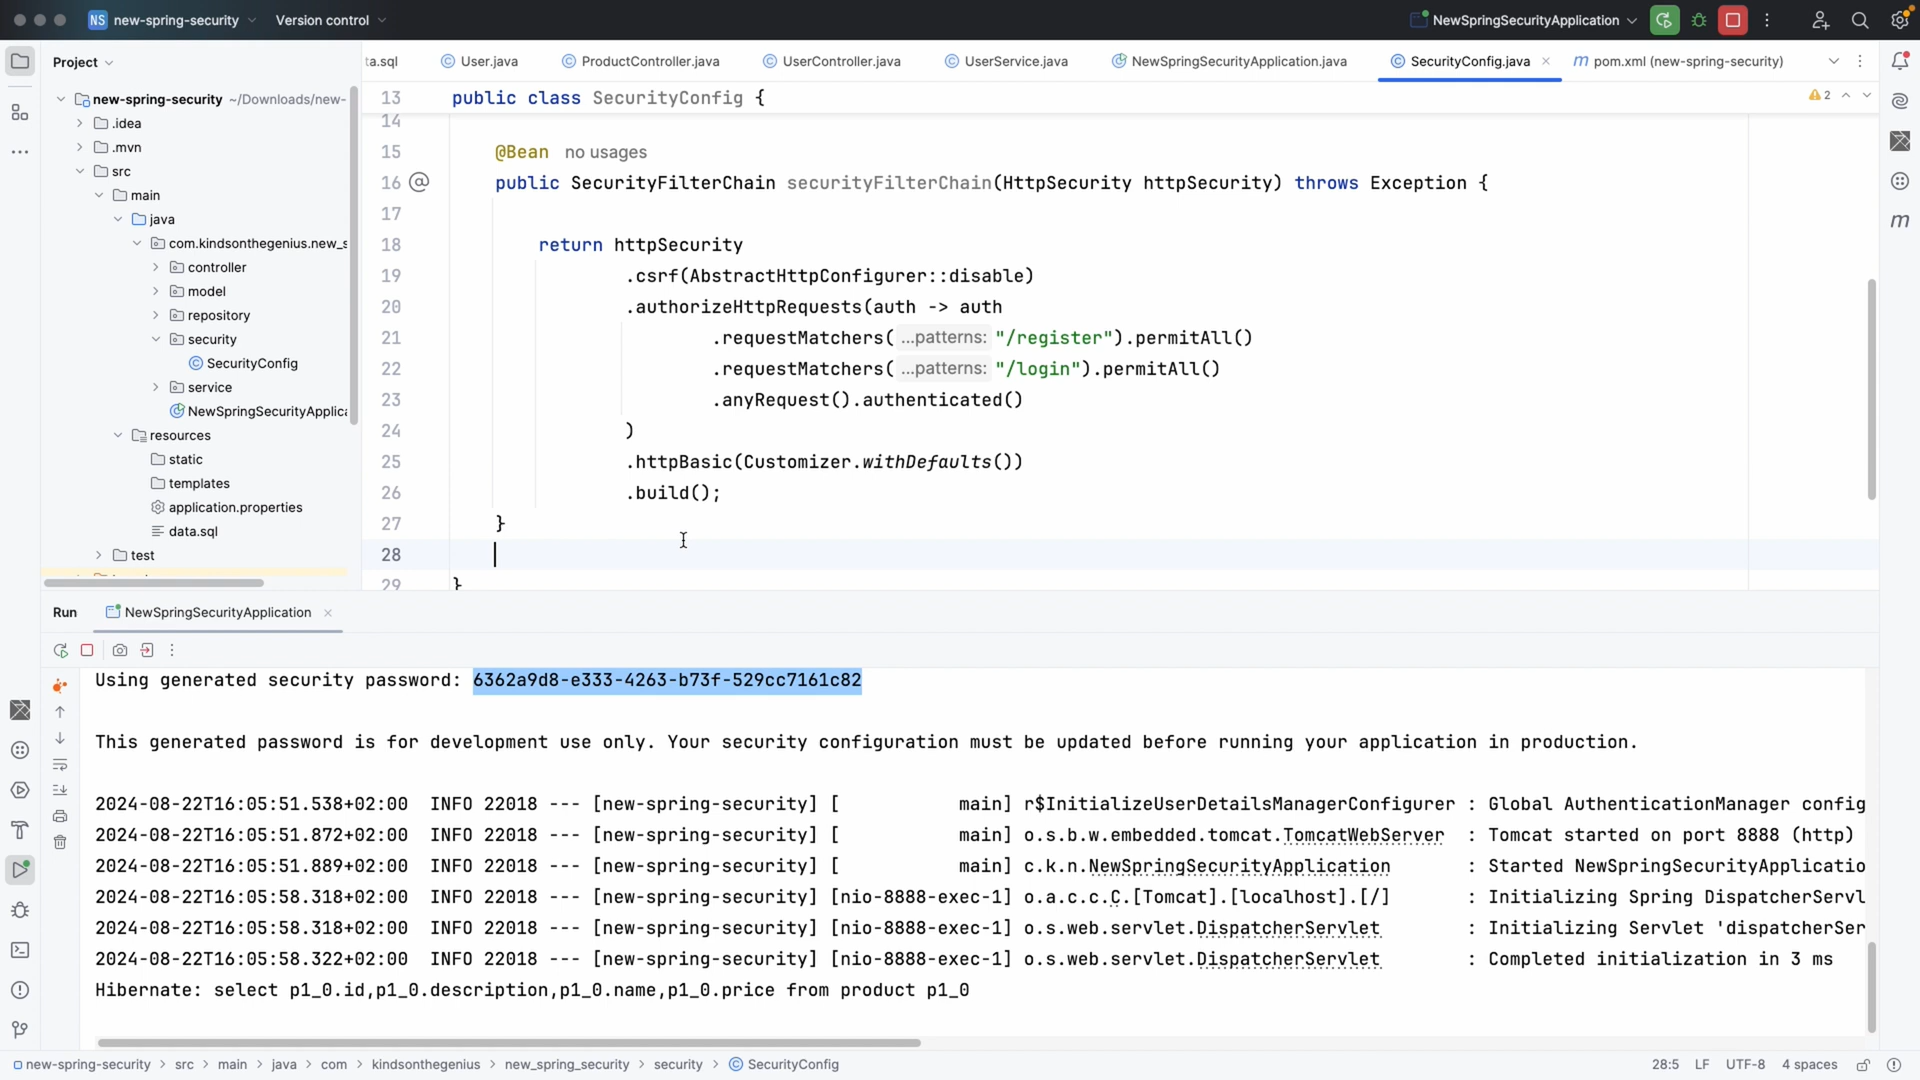 NS new-spring-security Version control NewSpringSecurityApplication
Project
ta.sql User.java ProductController.java UserController.java UserService.java NewSpringSecurityApplication.java SecurityConfig.java pom.xml (new-spring-security)
new-spring-security ~/Downloads/new-
.idea
.mvn
src
main
java
com.kindsonthegenius.new_s
controller
model
repository
security
SecurityConfig
service
NewSpringSecurityApplica
resources
static
templates
application.properties
data.sql
test
13 public class SecurityConfig { 2
14
15 @Bean no usages
16 @ public SecurityFilterChain securityFilterChain(HttpSecurity httpSecurity) throws Exception {
17
18 return httpSecurity
19 .csrf(AbstractHttpConfigurer::disable)
20 .authorizeHttpRequests(auth -> auth
21 .requestMatchers( ...patterns: "/register").permitAll()
22 .requestMatchers( ...patterns: "/login").permitAll()
23 .anyRequest().authenticated()
24 )
25 .httpBasic(Customizer.withDefaults())
26 .build();
27 }
28
29 }
Run NewSpringSecurityApplication
Using generated security password: 6362a9d8-e333-4263-b73f-529cc7161c82
This generated password is for development use only. Your security configuration must be updated before running your application in production.
2024-08-22T16:05:51.538+02:00 INFO 22018 --- [new-spring-security] [ main] r$InitializeUserDetailsManagerConfigurer : Global AuthenticationManager config
2024-08-22T16:05:51.872+02:00 INFO 22018 --- [new-spring-security] [ main] o.s.b.w.embedded.tomcat.TomcatWebServer : Tomcat started on port 8888 (http)
2024-08-22T16:05:51.889+02:00 INFO 22018 --- [new-spring-security] [ main] c.k.n.NewSpringSecurityApplication : Started NewSpringSecurityApplicatio
2024-08-22T16:05:58.318+02:00 INFO 22018 --- [new-spring-security] [nio-8888-exec-1] o.a.c.c.C.[Tomcat].[localhost].[/] : Initializing Spring DispatcherServl
2024-08-22T16:05:58.318+02:00 INFO 22018 --- [new-spring-security] [nio-8888-exec-1] o.s.web.servlet.DispatcherServlet : Initializing Servlet 'dispatcherSer
2024-08-22T16:05:58.322+02:00 INFO 22018 --- [new-spring-security] [nio-8888-exec-1] o.s.web.servlet.DispatcherServlet : Completed initialization in 3 ms
Hibernate: select p1_0.id,p1_0.description,p1_0.name,p1_0.price from product p1_0
new-spring-security > src > main > java > com > kindsonthegenius > new_spring_security > security > SecurityConfig 28:5 LF UTF-8 4 spaces